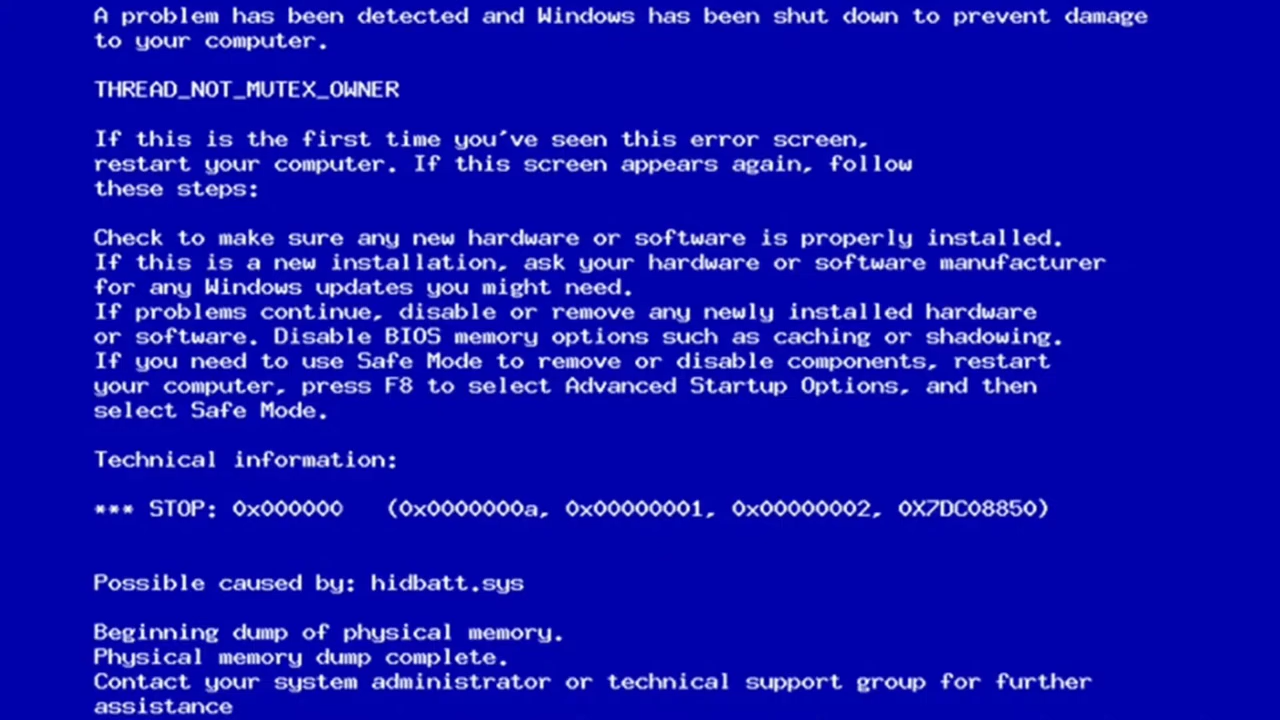 A problem has been detected and Windows has been shut down to prevent damage
to your computer.
THREAD_NOT_MUTEX_OWNER
If this is the first time you've seen this error screen,
restart your computer. If this screen appears again, follow
these steps:
Check to make sure any new hardware or software is properly installed.
If this is a new installation, ask your hardware or software manufacturer
for any Windows updates you might need.
If problems continue, disable or remove any newly installed hardware
or software. Disable BIOS memory options such as caching or shadowing.
If you need to use Safe Mode to remove or disable components, restart
your computer, press F8 to select Advanced Startup Options, and then
select Safe Mode.
Technical information:
*** STOP: 0x000000 (0x0000000a, 0x00000001, 0x00000002, 0X7DC08850)
Possible caused by: hidbatt.sys
Beginning dump of physical memory.
Physical memory dump complete.
Contact your system administrator or technical support group for further
assistance